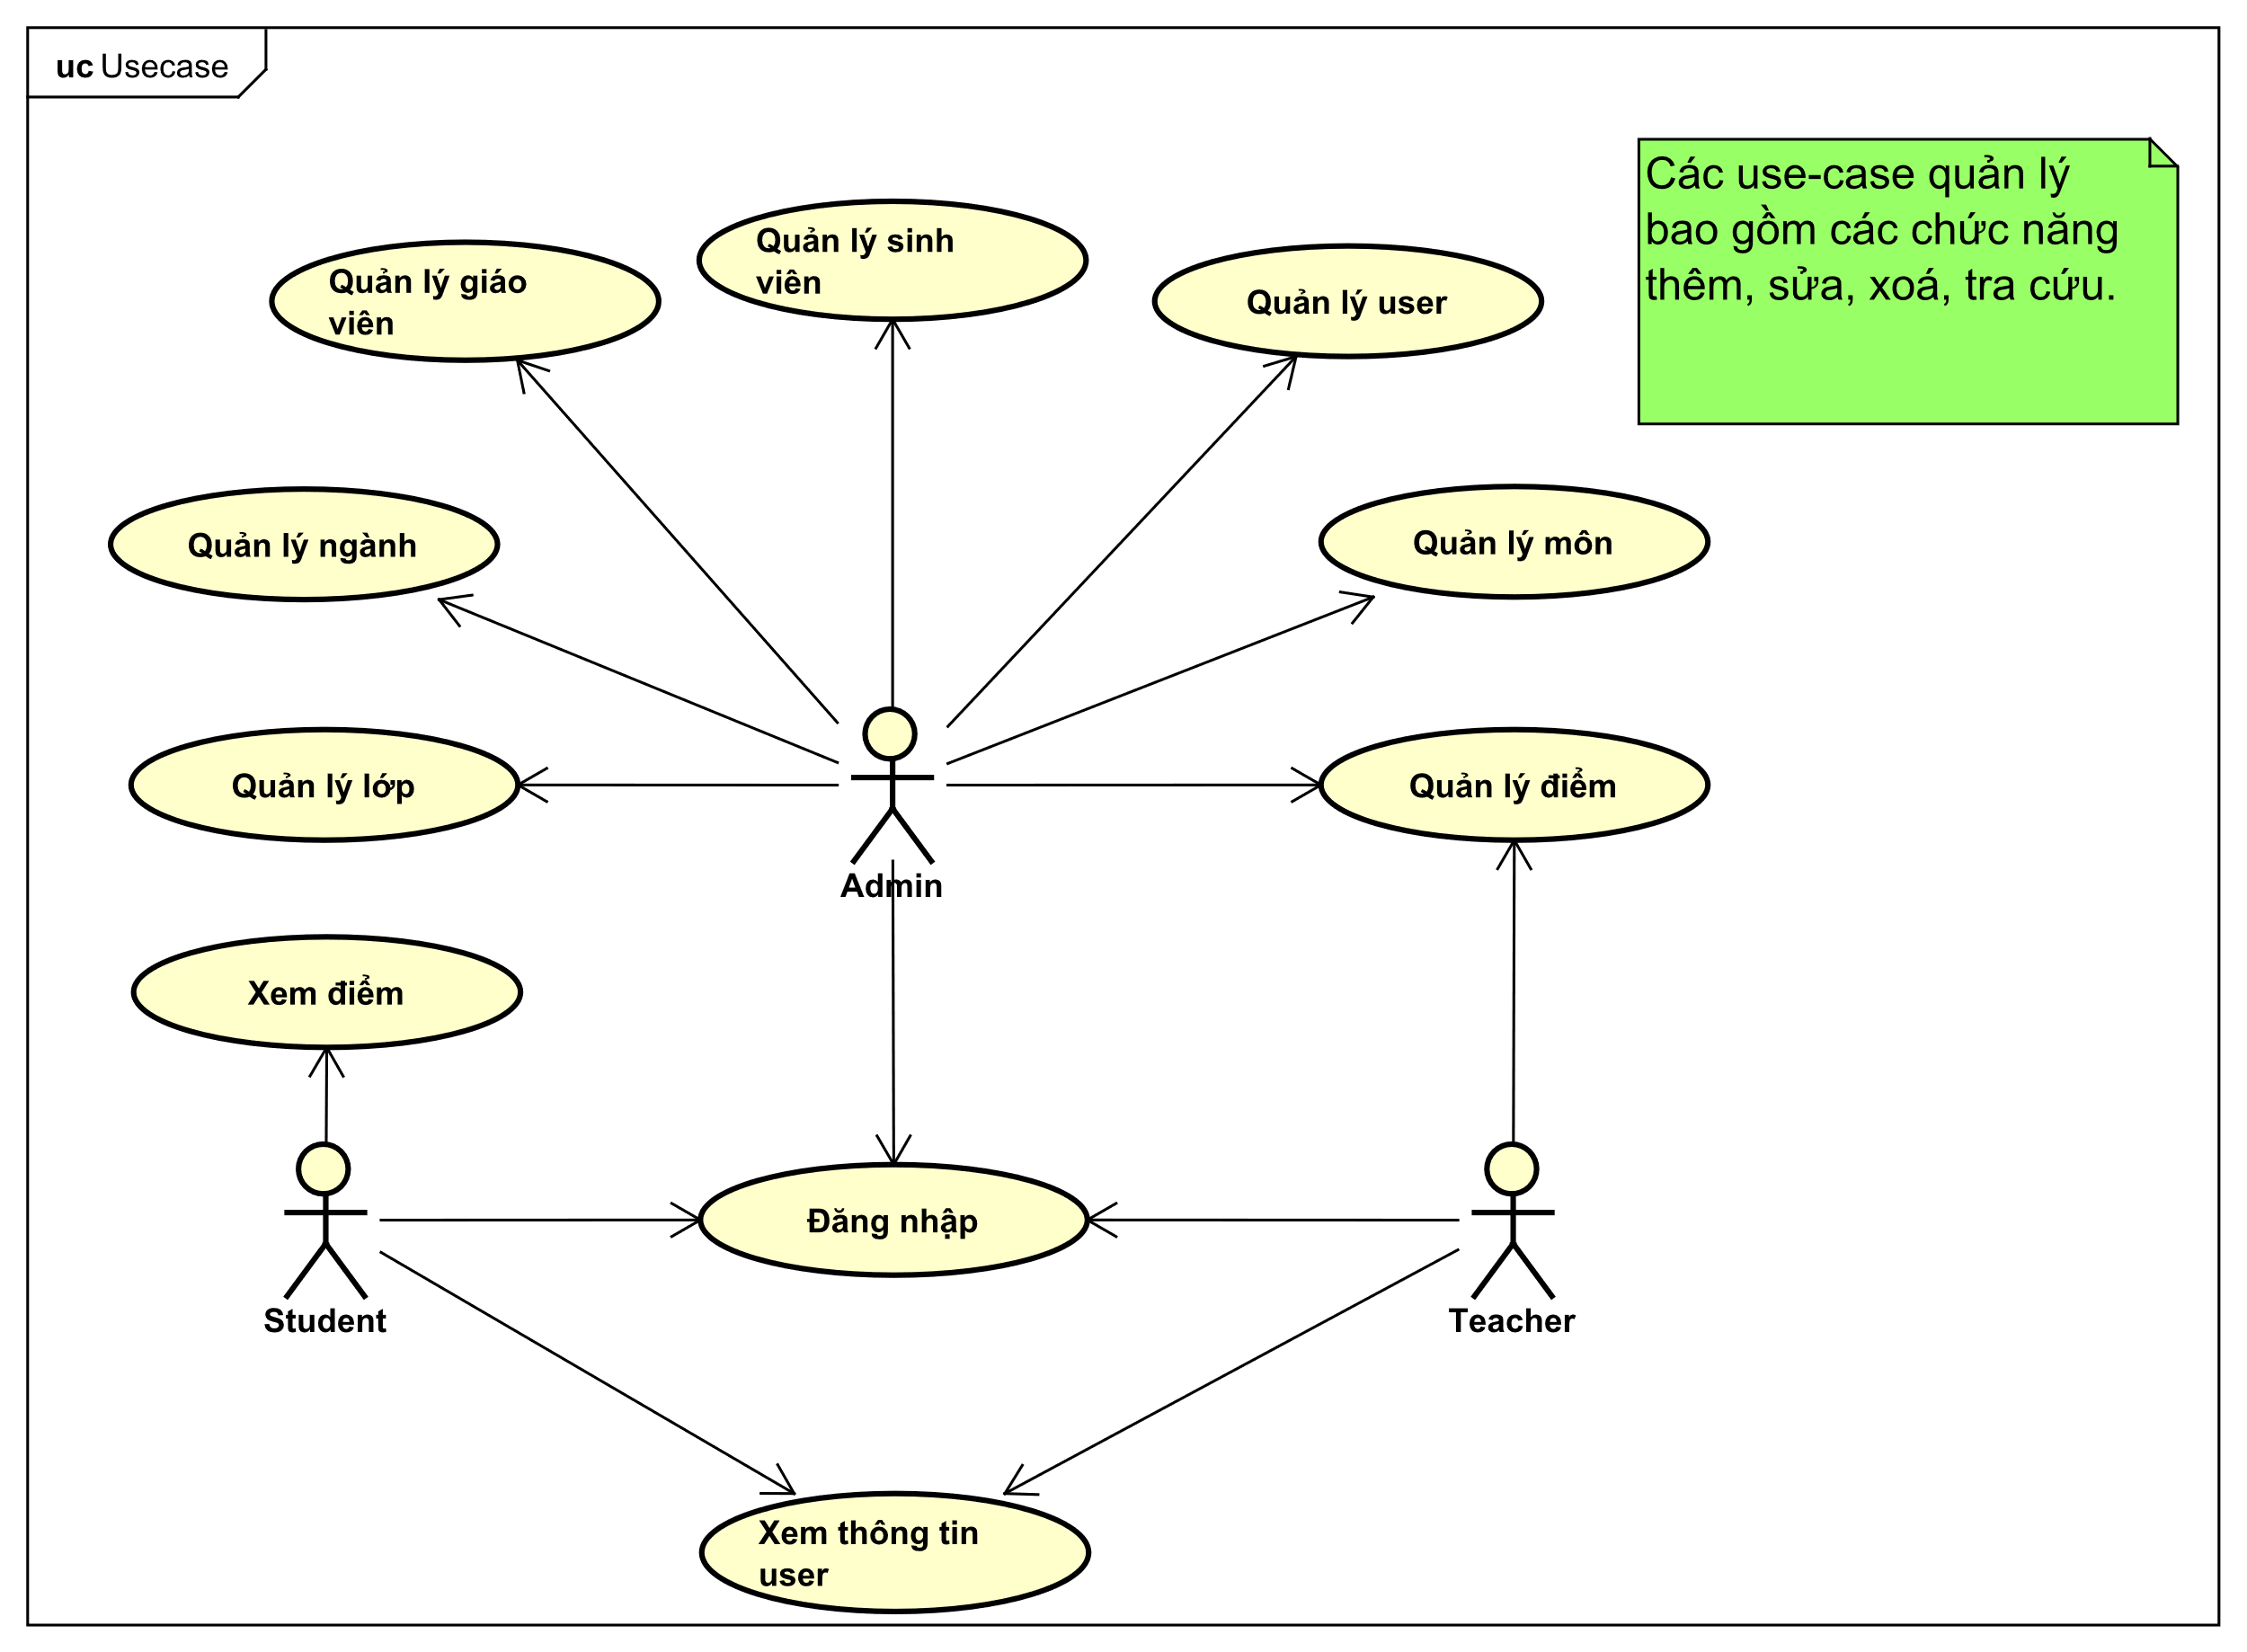 uc Usecase
Các use-case quản lý
bao gồm các chức năng
thêm, sửa, xoá, tra cứu.
Quản lý sinh
viên
Quản lý giáo
viên
Quản lý user
Quản lý ngành
Quản lý môn
Quản lý lớp
Quản lý điểm
Admin
Xem điểm
Đăng nhập
Student
Teacher
Xem thông tin
user